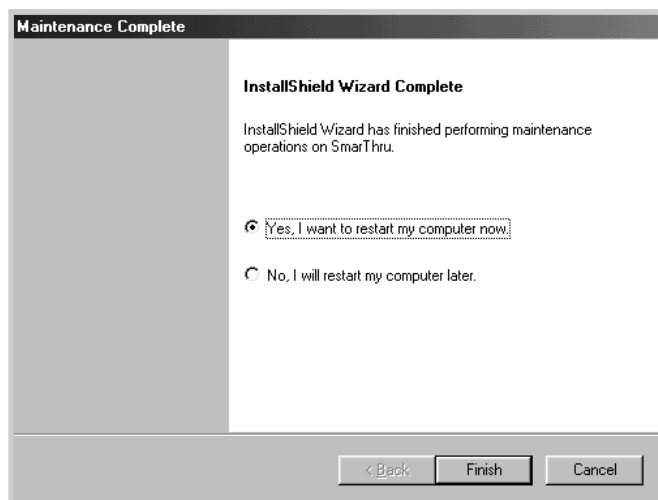 Maintenance Complete
InstallShield Wizard Complete
InstallShield Wizard has finished performing maintenance
operations on SmarThru.
Yes, I want to restart my computer now.
No, I will restart my computer later.
< Back
Finish
Cancel